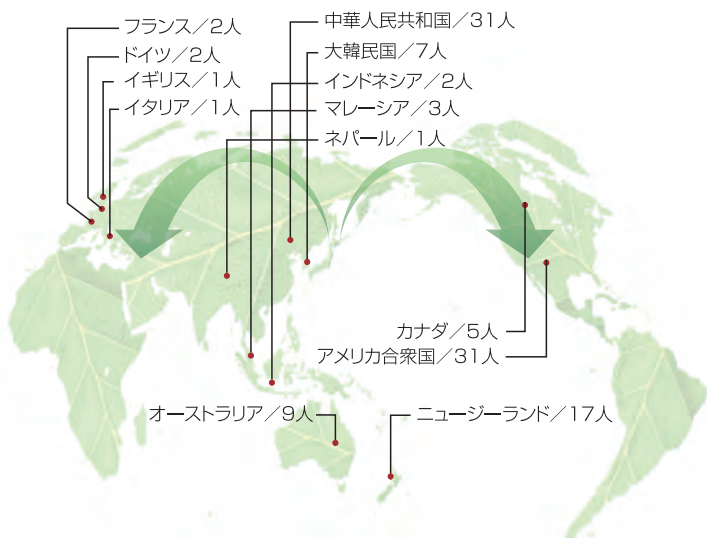 フランス／2人
ドイツ／2人
イギリス／1人
イタリア／1人
中華人民共和国／31人
大韓民国／7人
インドネシア／2人
マレーシア／3人
ネパール／1人
カナダ／5人
アメリカ合衆国／31人
オーストラリア／9人
ニュージーランド／17人